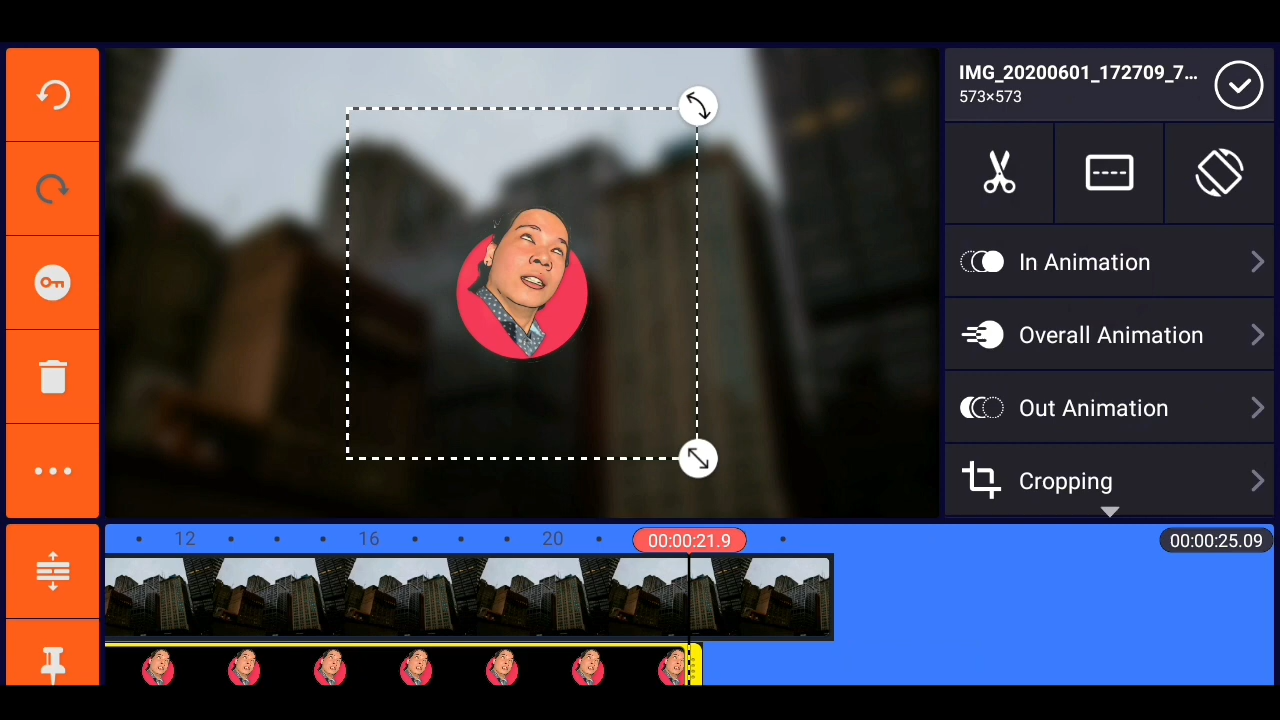 IMG_20200601_172709_7...
573×573
In Animation
Overall Animation
Out Animation
Cropping
12
16
20
00:00:21.9
00:00:25.09